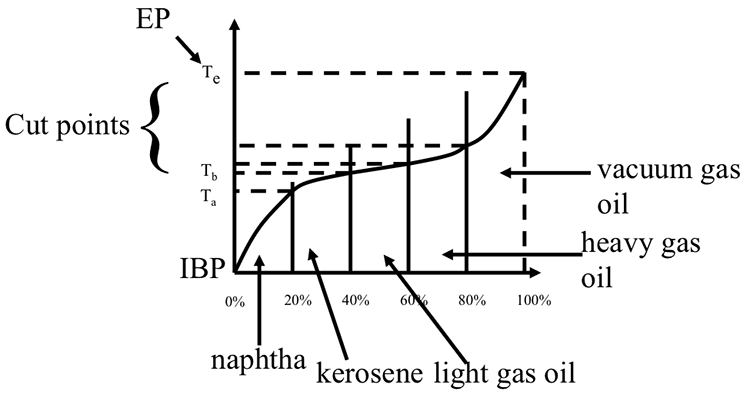 EP
Te
Cut points
Tb
Ta
vacuum gas
oil
heavy gas
oil
IBP
0% 20% 40% 60% 80% 100%
naphtha kerosene light gas oil